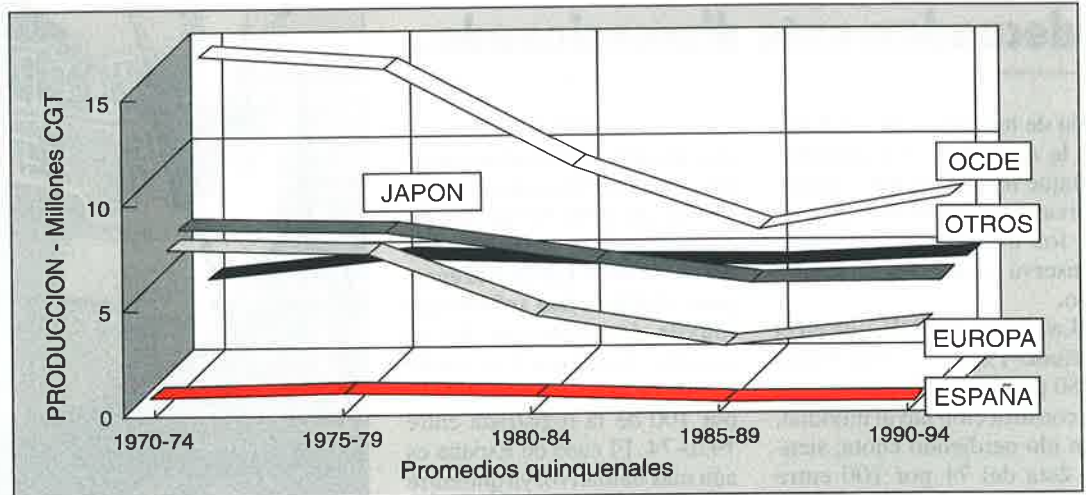 PRODUCCION - Millones CGT
15
10
5
0
OCDE
JAPON
OTROS
EUROPA
ESPAÑA
1970-74 1975-79 1980-84 1985-89 1990-94
Promedios quinquenales